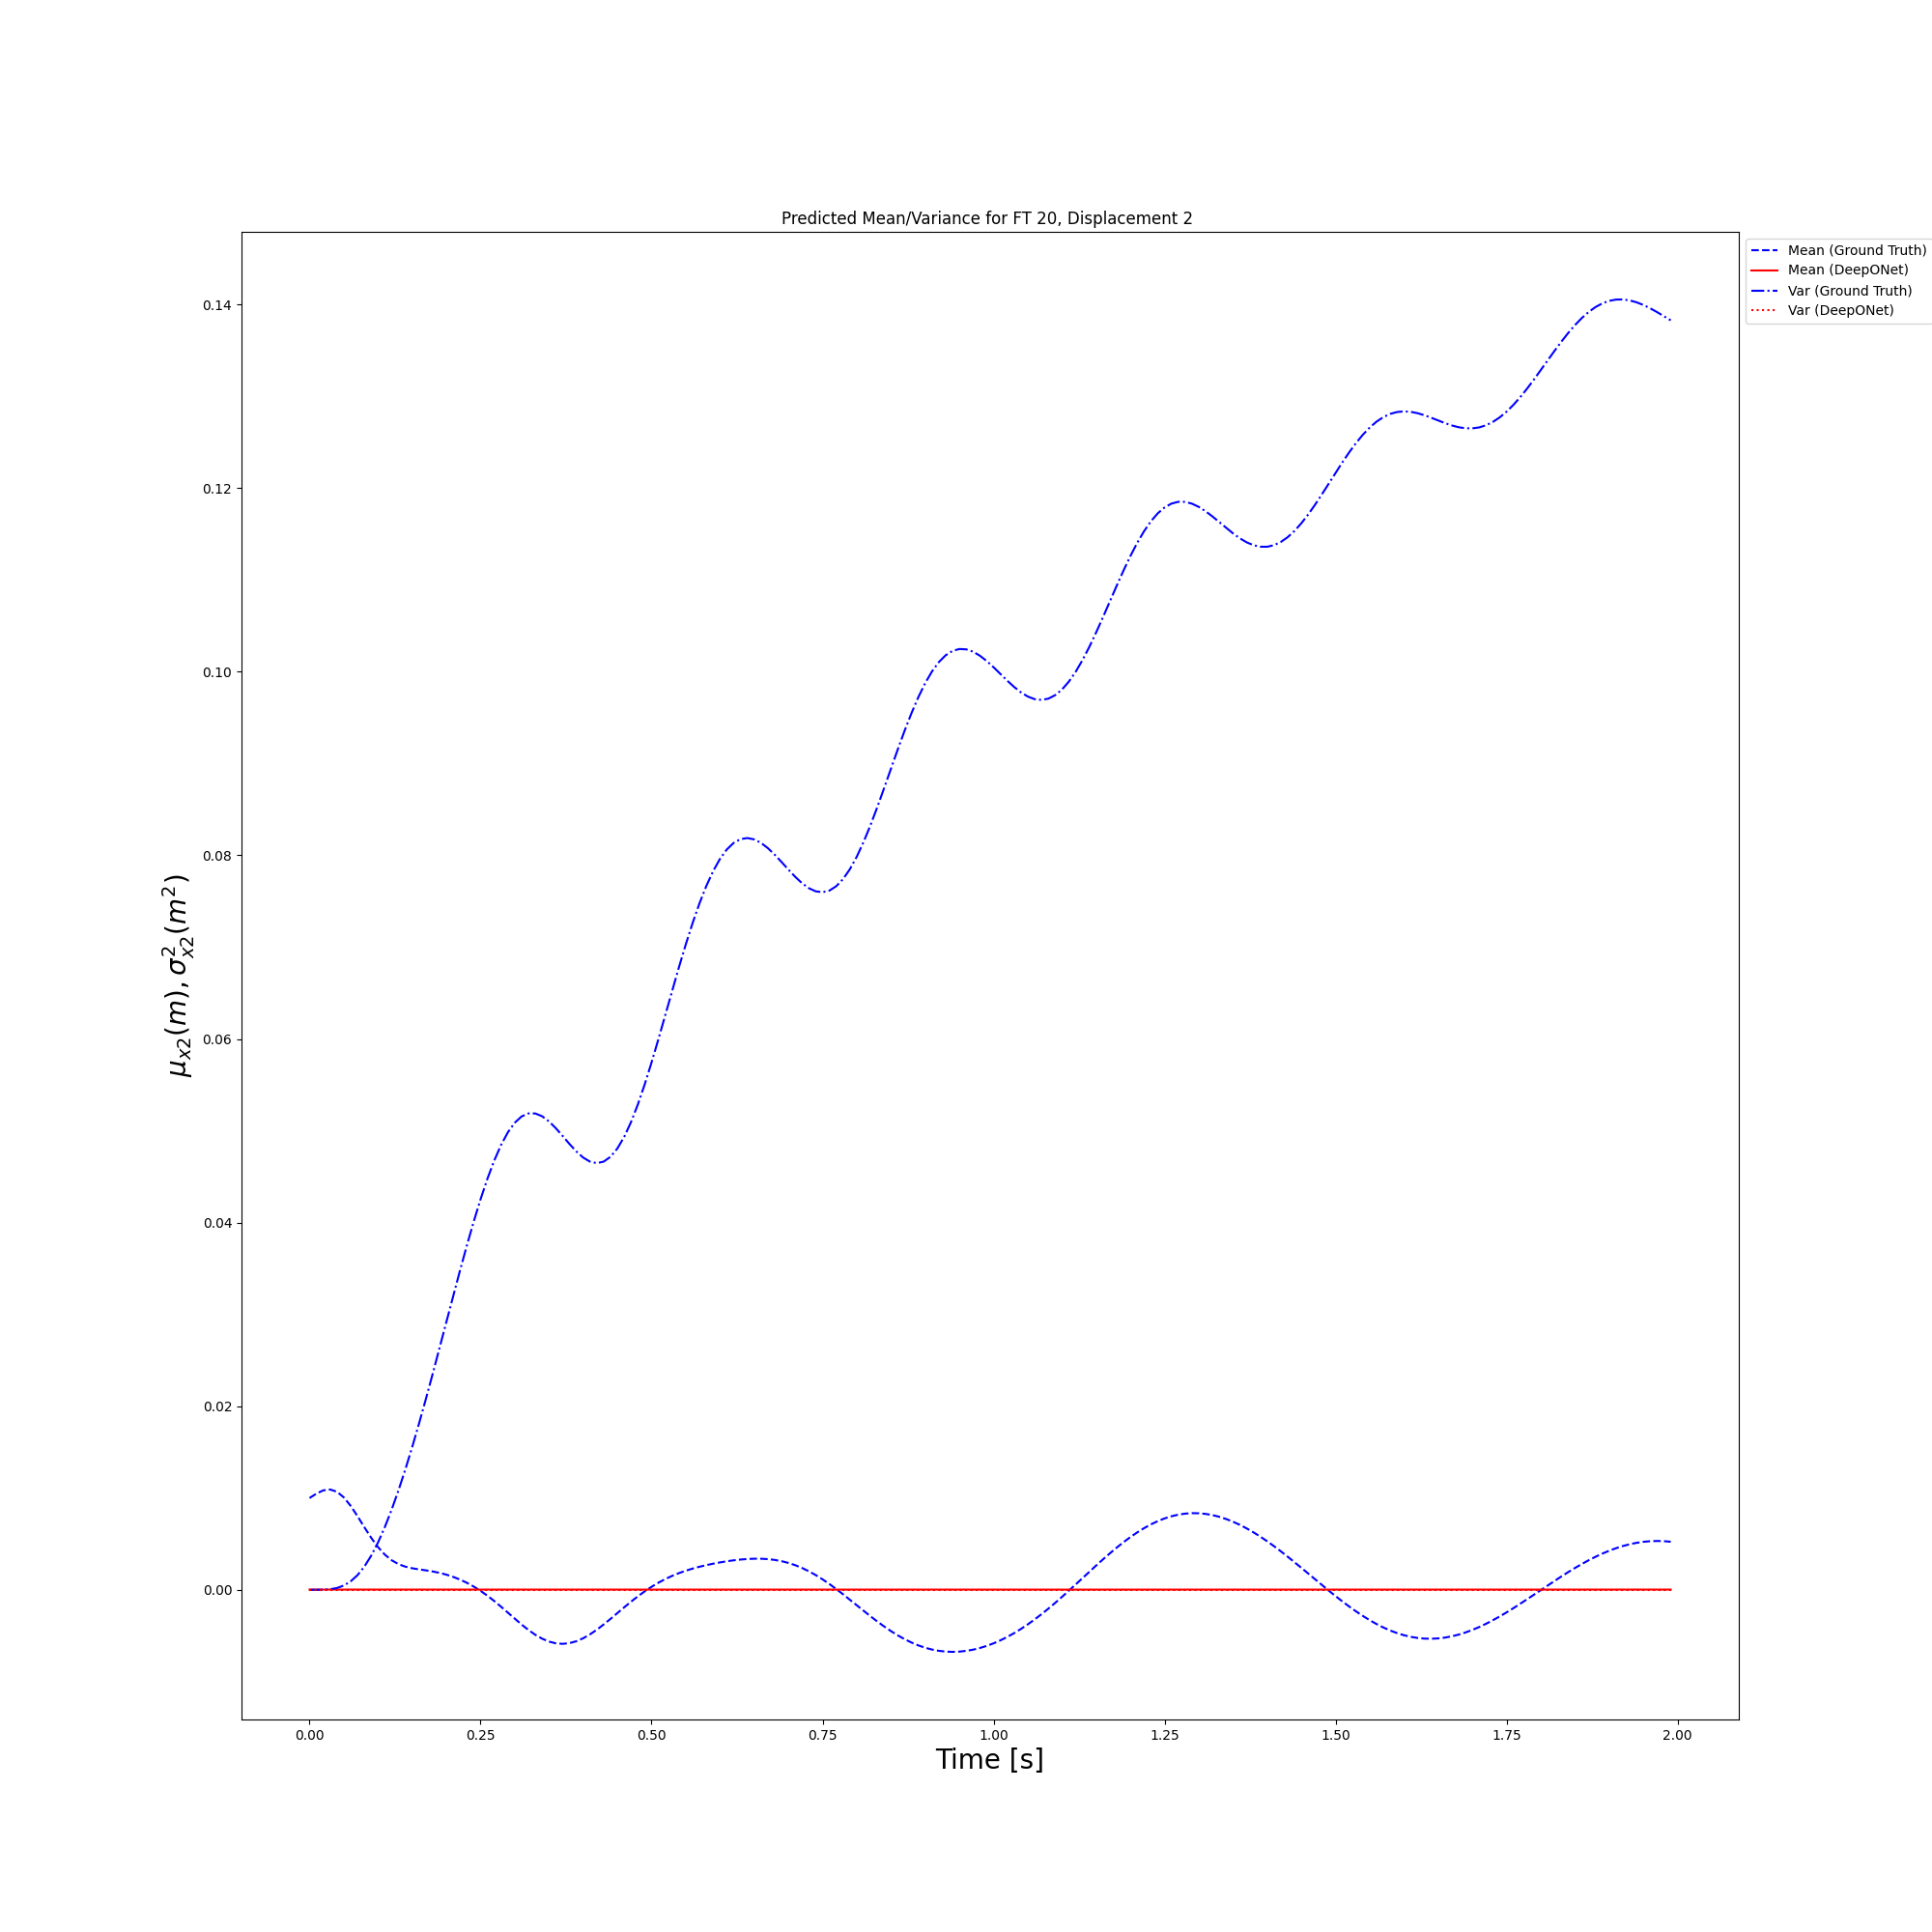 Predicted Mean/Variance for FT 20, Displacement 2
Mean (Ground Truth)
Mean (DeepONet)
Var (Ground Truth)
Var (DeepONet)
0.14
0.12
0.10
0.08
0.06
0.04
0.02
0.00
μx2(m), σ²x2(m²)
0.00 0.25 0.50 0.75 1.00 1.25 1.50 1.75 2.00
Time [s]